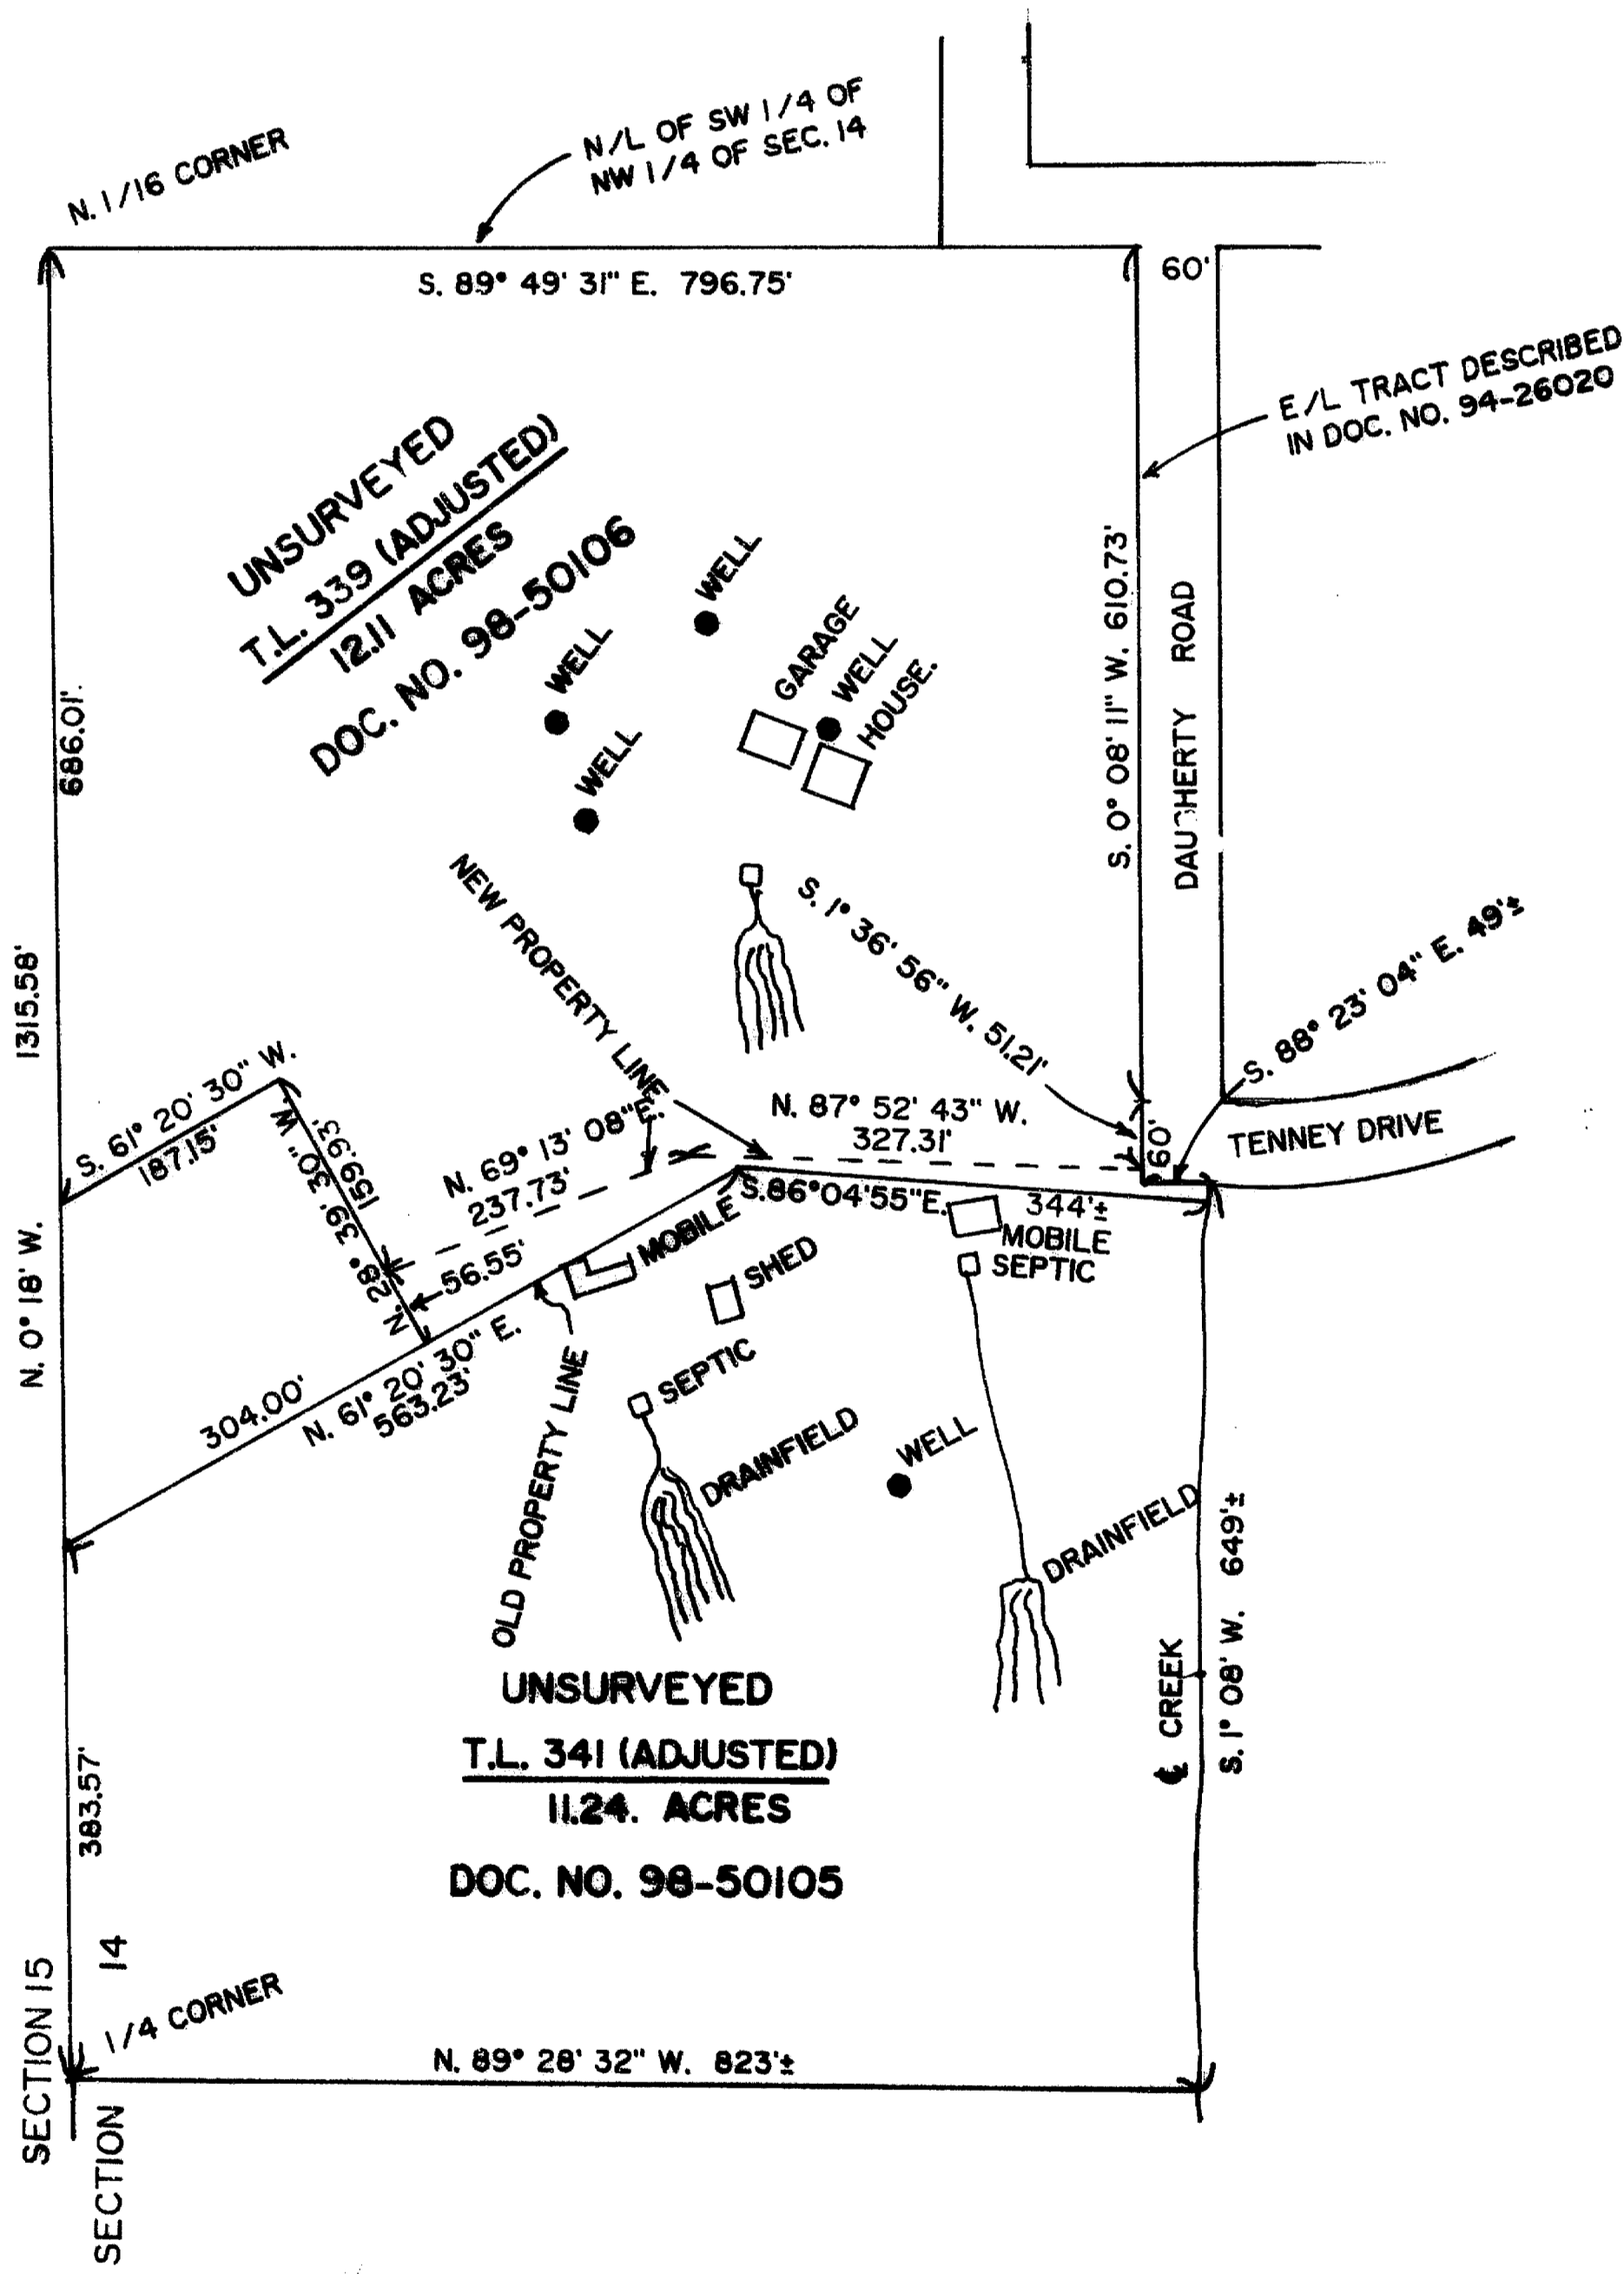 N. 1/16 CORNER
N/L OF SW 1/4 OF
NW 1/4 OF SEC. 14
S. 89° 49' 31" E. 796.75'
60'
E/L TRACT DESCRIBED
IN DOC. NO. 94-26020
UNSURVEYED
T.L. 339 (ADJUSTED)
12.11 ACRES
DOC. NO. 98-50106
WELL
WELL
WELL
GARAGE
WELL
HOUSE.
686.01'.
S. 0° 08' 11" W. 610.73'
DAUGHERTY ROAD
NEW PROPERTY LINE
S. 1° 36' 56" W. 51.21'
S. 88° 23' 04" E. 49'±
1315.58'
N. 0° 18' W.
S. 61° 20' 30" W.
187.15'
N. 28° 39' 30" W.
159.93'
N. 69° 13' 08" E.
237.73'
N. 87° 52' 43" W.
327.31'
60'
TENNEY DRIVE
S.86°04'55"E.
344'±
56.55'
MOBILE
MOBILE
SEPTIC
SHED
304.00'
N. 61° 20' 30" E.
563.23'
OLD PROPERTY LINE
SEPTIC
DRAINFIELD
WELL
DRAINFIELD
℄ CREEK
S. 1° 08' W. 649'±
UNSURVEYED
T.L. 341 (ADJUSTED)
11.24. ACRES
DOC. NO. 98-50105
383.57'
SECTION 15
SECTION 14
1/4 CORNER
N. 89° 28' 32" W. 823'±